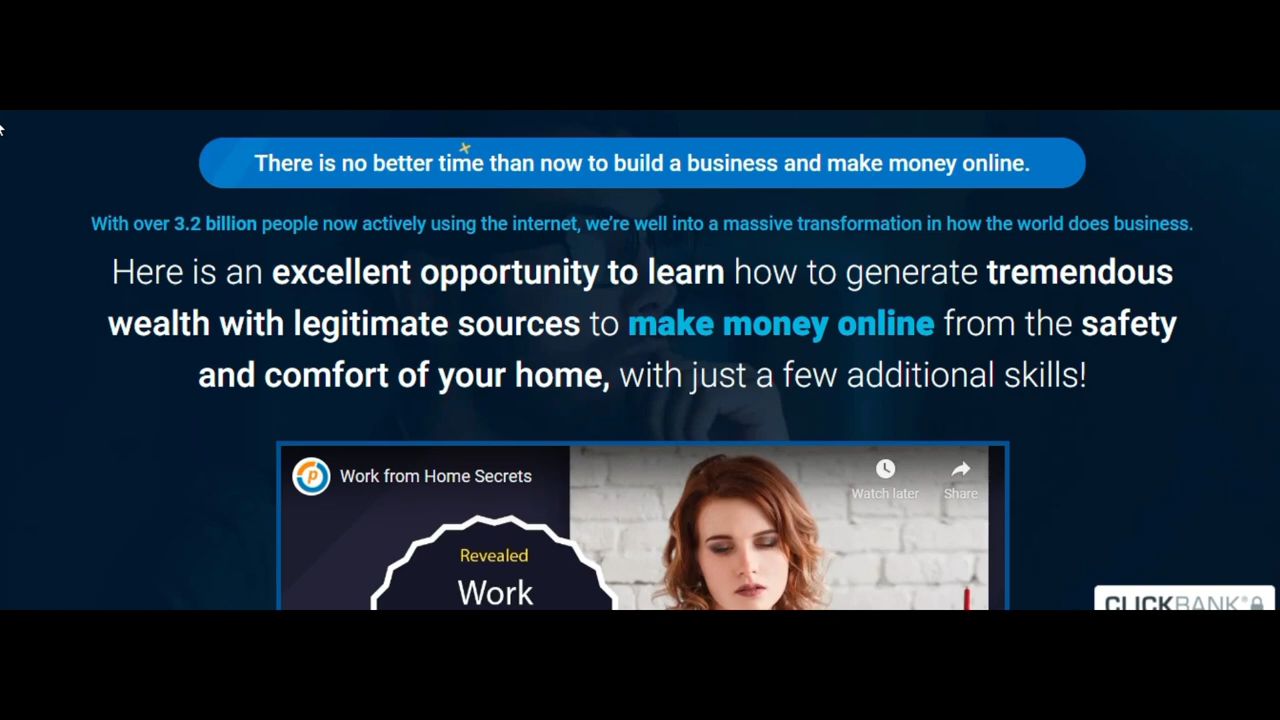 There is no better time than now to build a business and make money online.
With over 3.2 billion people now actively using the internet, we’re well into a massive transformation in how the world does business.
Here is an excellent opportunity to learn how to generate tremendous
wealth with legitimate sources to make money online from the safety
and comfort of your home, with just a few additional skills!
Work from Home Secrets
Watch later
Share
Revealed
Work
CLICKBANK®